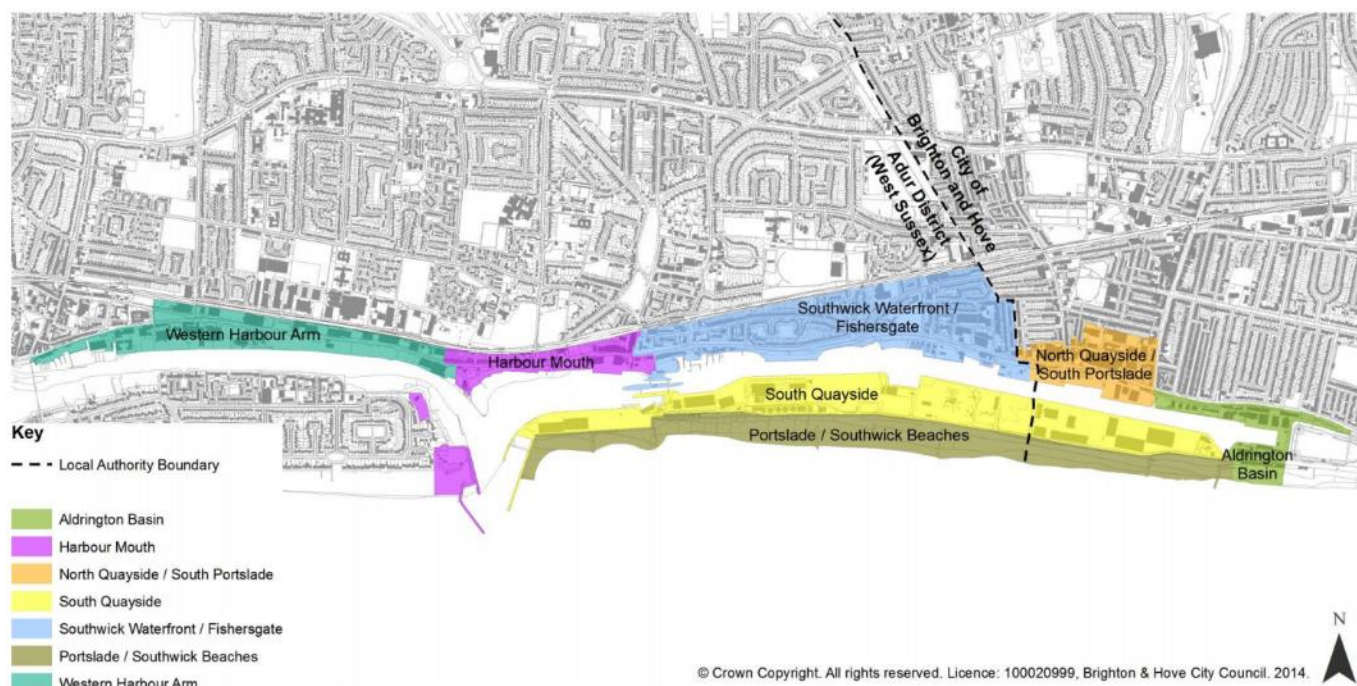 City of
Brighton and Hove
Adur District
(West Sussex)
Southwick Waterfront /
Fishersgate
Western Harbour Arm
Harbour Mouth
North Quayside /
South Portslade
South Quayside
Portslade / Southwick Beaches
Aldrington
Basin
Key
Local Authority Boundary
Aldrington Basin
Harbour Mouth
North Quayside / South Portslade
South Quayside
Southwick Waterfront / Fishersgate
Portslade / Southwick Beaches
Western Harbour Arm
N
© Crown Copyright. All rights reserved. Licence: 100020999, Brighton & Hove City Council. 2014.